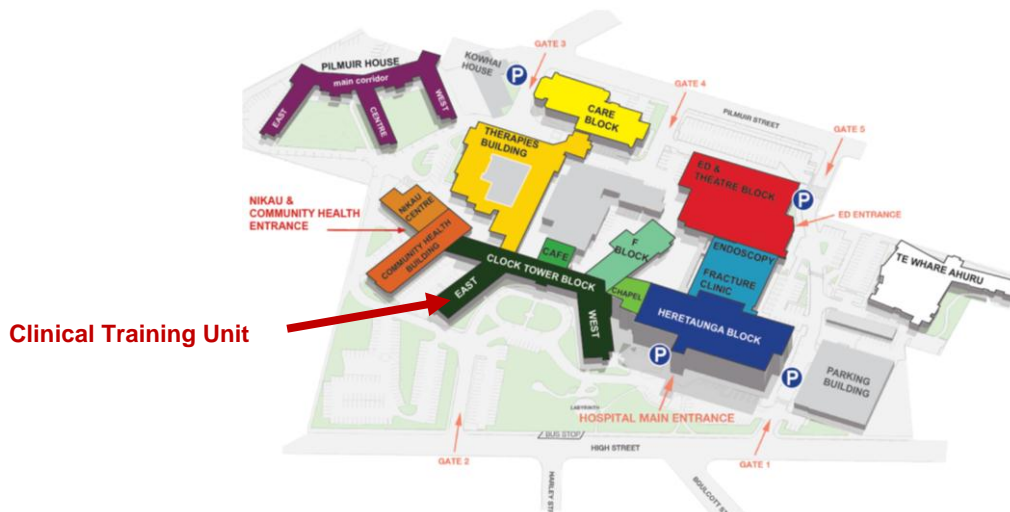 GATE 3
PILMUIR HOUSE
main corridor
EAST
CENTRE
WEST
KOWHAI
HOUSE
P
CARE
BLOCK
GATE 4
PILMUIR STREET
GATE 5
THERAPIES
BUILDING
ED &
THEATRE BLOCK
P
ED ENTRANCE
NIKAU &
COMMUNITY HEALTH
ENTRANCE
NIKAU
CENTRE
COMMUNITY HEALTH
BUILDING
CLOCK TOWER BLOCK
EAST
WEST
CAFE
F
BLOCK
CHAPEL
ENDOSCOPY
FRACTURE
CLINIC
TE WHARE AHURU
Clinical Training Unit
HERETAUNGA BLOCK
P
P
PARKING
BUILDING
LABYRINTH
HOSPITAL MAIN ENTRANCE
BUS STOP
HIGH STREET
GATE 2
GATE 1
HARLEY
BOULCOTT